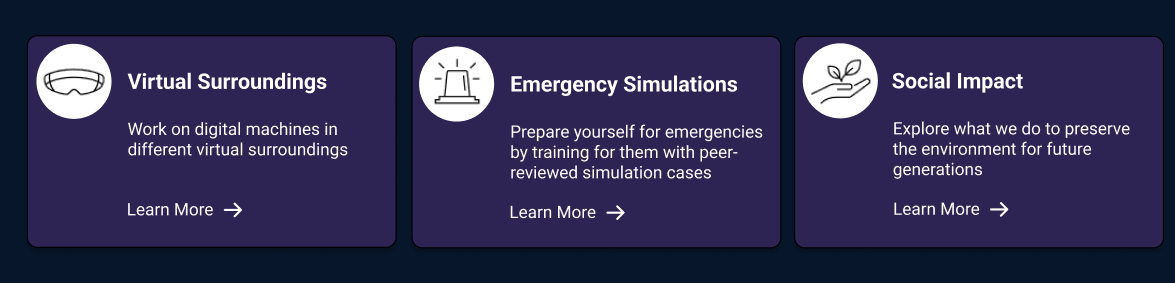 Virtual Surroundings
Work on digital machines in
different virtual surroundings
Learn More
Emergency Simulations
Prepare yourself for emergencies
by training for them with peer-
reviewed simulation cases
Learn More
Social Impact
Explore what we do to preserve
the environment for future
generations
Learn More